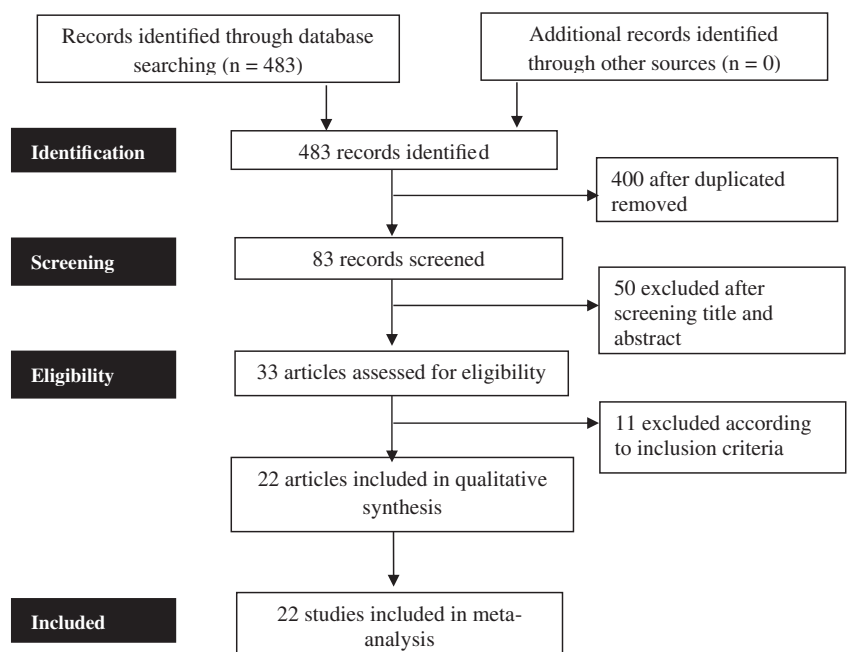 Records identified through database
searching (n = 483)
Additional records identified
through other sources (n = 0)
Identification
483 records identified
400 after duplicated
removed
Screening
83 records screened
50 excluded after
screening title and
abstract
Eligibility
33 articles assessed for eligibility
11 excluded according
to inclusion criteria
22 articles included in qualitative
synthesis
Included
22 studies included in meta-
analysis